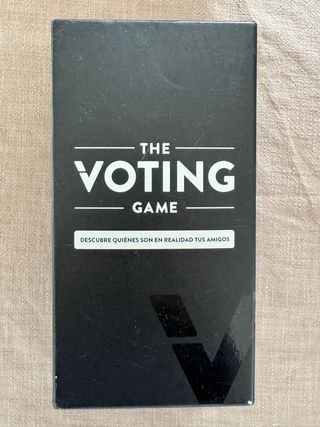 THE
VOTING
GAME
DESCUBRE QUIÉNES SON EN REALIDAD TUS AMIGOS